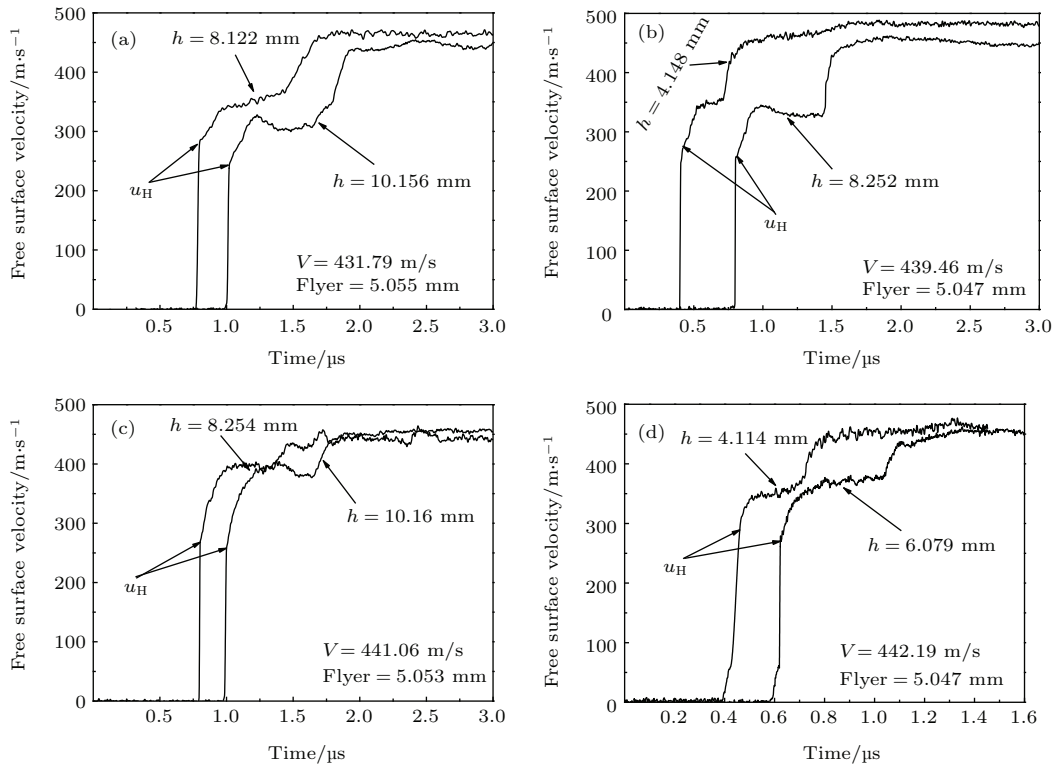 (a)
h = 8.122 mm
h = 10.156 mm
uH
V = 431.79 m/s
Flyer = 5.055 mm
Free surface velocity/m·s−1
500
400
300
200
100
0
0.5 1.0 1.5 2.0 2.5 3.0
Time/μs
(b)
h = 4.148 mm
h = 8.252 mm
uH
V = 439.46 m/s
Flyer = 5.047 mm
Free surface velocity/m·s−1
500
400
300
200
100
0
0.5 1.0 1.5 2.0 2.5 3.0
Time/μs
(c)
h = 8.254 mm
h = 10.16 mm
uH
V = 441.06 m/s
Flyer = 5.053 mm
Free surface velocity/m·s−1
500
400
300
200
100
0
0.5 1.0 1.5 2.0 2.5 3.0
Time/μs
(d)
h = 4.114 mm
h = 6.079 mm
uH
V = 442.19 m/s
Flyer = 5.047 mm
Free surface velocity/m·s−1
500
400
300
200
100
0
0.2 0.4 0.6 0.8 1.0 1.2 1.4 1.6
Time/μs